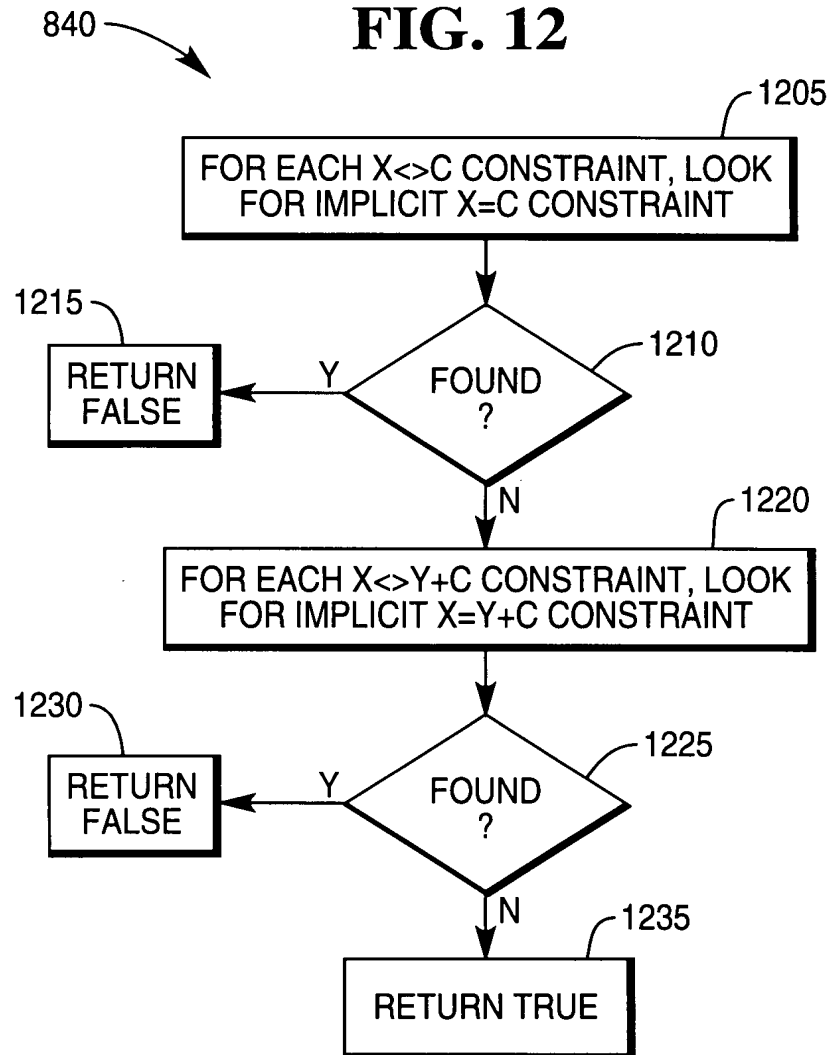 840
FIG. 12
1205
FOR EACH X<>C CONSTRAINT, LOOK
FOR IMPLICIT X=C CONSTRAINT
1215
RETURN
FALSE
Y
FOUND
?
1210
N
1220
FOR EACH X<>Y+C CONSTRAINT, LOOK
FOR IMPLICIT X=Y+C CONSTRAINT
1230
RETURN
FALSE
Y
FOUND
?
1225
N
1235
RETURN TRUE